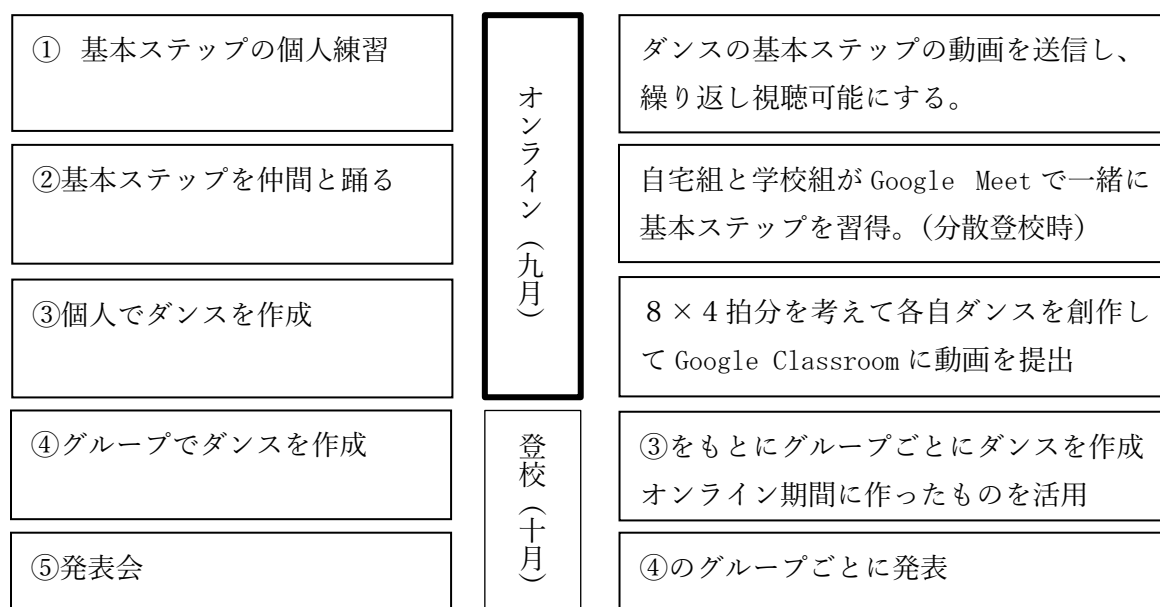 ① 基本ステップの個人練習
オンライン（九月）
ダンスの基本ステップの動画を送信し、
繰り返し視聴可能にする。
②基本ステップを仲間と踊る
自宅組と学校組が Google Meet で一緒に
基本ステップを習得。（分散登校時）
③個人でダンスを作成
８×４拍分を考えて各自ダンスを創作し
て Google Classroom に動画を提出
④グループでダンスを作成
登校（十月）
③をもとにグループごとにダンスを作成
オンライン期間に作ったものを活用
⑤発表会
④のグループごとに発表